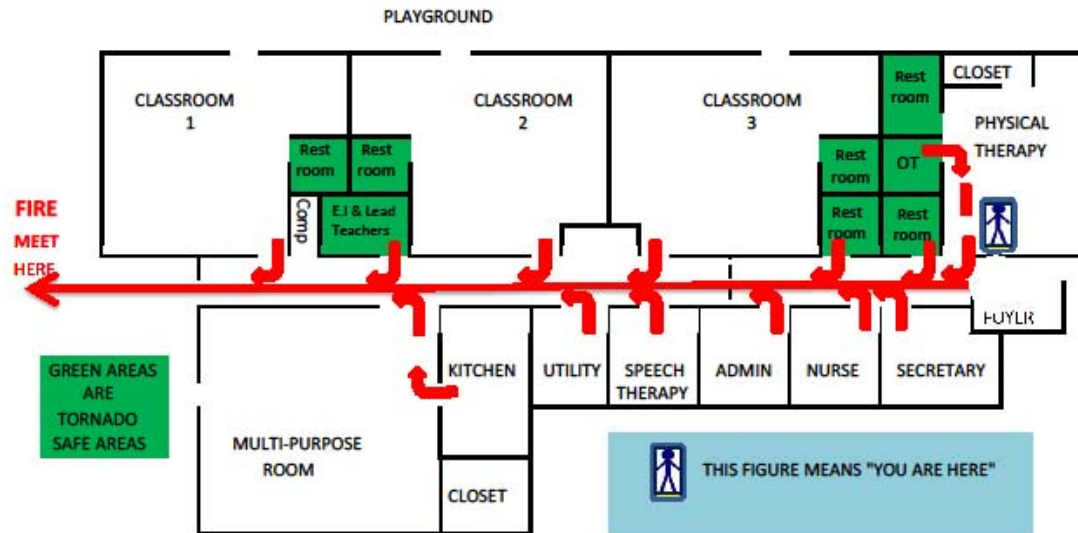 PLAYGROUND
CLASSROOM
1
CLASSROOM
2
CLASSROOM
3
Rest
room
CLOSET
PHYSICAL
THERAPY
Rest
room
Rest
room
Rest
room
OT
Comp
E.I & Lead
Teachers
Rest
room
Rest
room
FIRE
MEET
HERE
FOYER
KITCHEN
UTILITY
SPEECH
THERAPY
ADMIN
NURSE
SECRETARY
GREEN AREAS
ARE
TORNADO
SAFE AREAS
MULTI-PURPOSE
ROOM
CLOSET
THIS FIGURE MEANS "YOU ARE HERE"